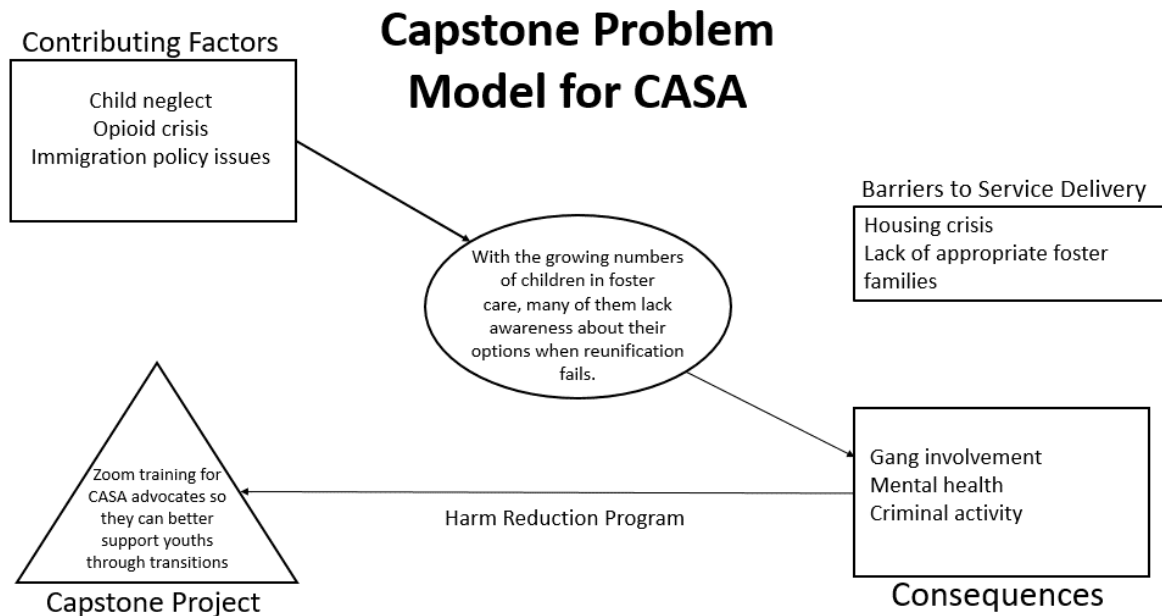 Capstone Problem
Model for CASA
Contributing Factors
Child neglect
Opioid crisis
Immigration policy issues
Barriers to Service Delivery
Housing crisis
Lack of appropriate foster
families
With the growing numbers
of children in foster
care, many of them lack
awareness about their
options when reunification
fails.
Gang involvement
Mental health
Criminal activity
Consequences
Harm Reduction Program
Zoom training for
CASA advocates so
they can better
support youths
through transitions
Capstone Project